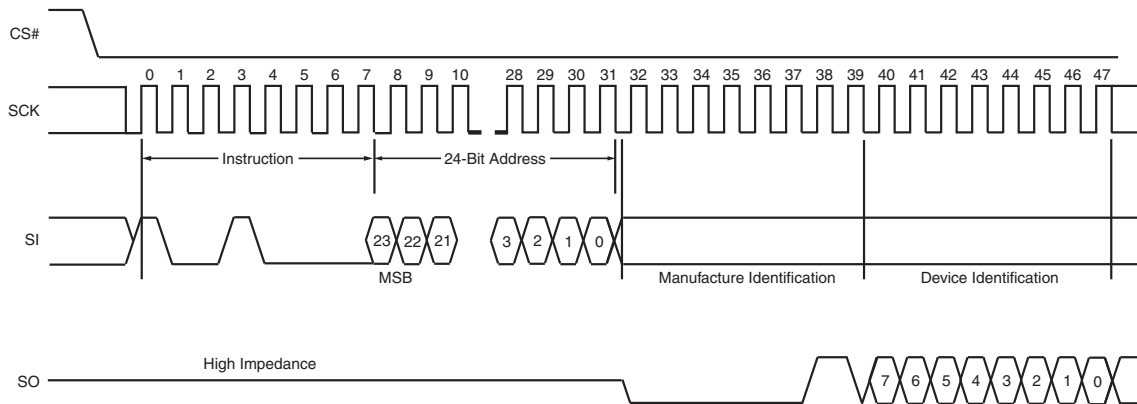 CS#
0 1 2 3 4 5 6 7 8 9 10 28 29 30 31 32 33 34 35 36 37 38 39 40 41 42 43 44 45 46 47
SCK
Instruction 24-Bit Address
SI 23 22 21 3 2 1 0
MSB Manufacture Identification Device Identification
High Impedance
SO 7 6 5 4 3 2 1 0